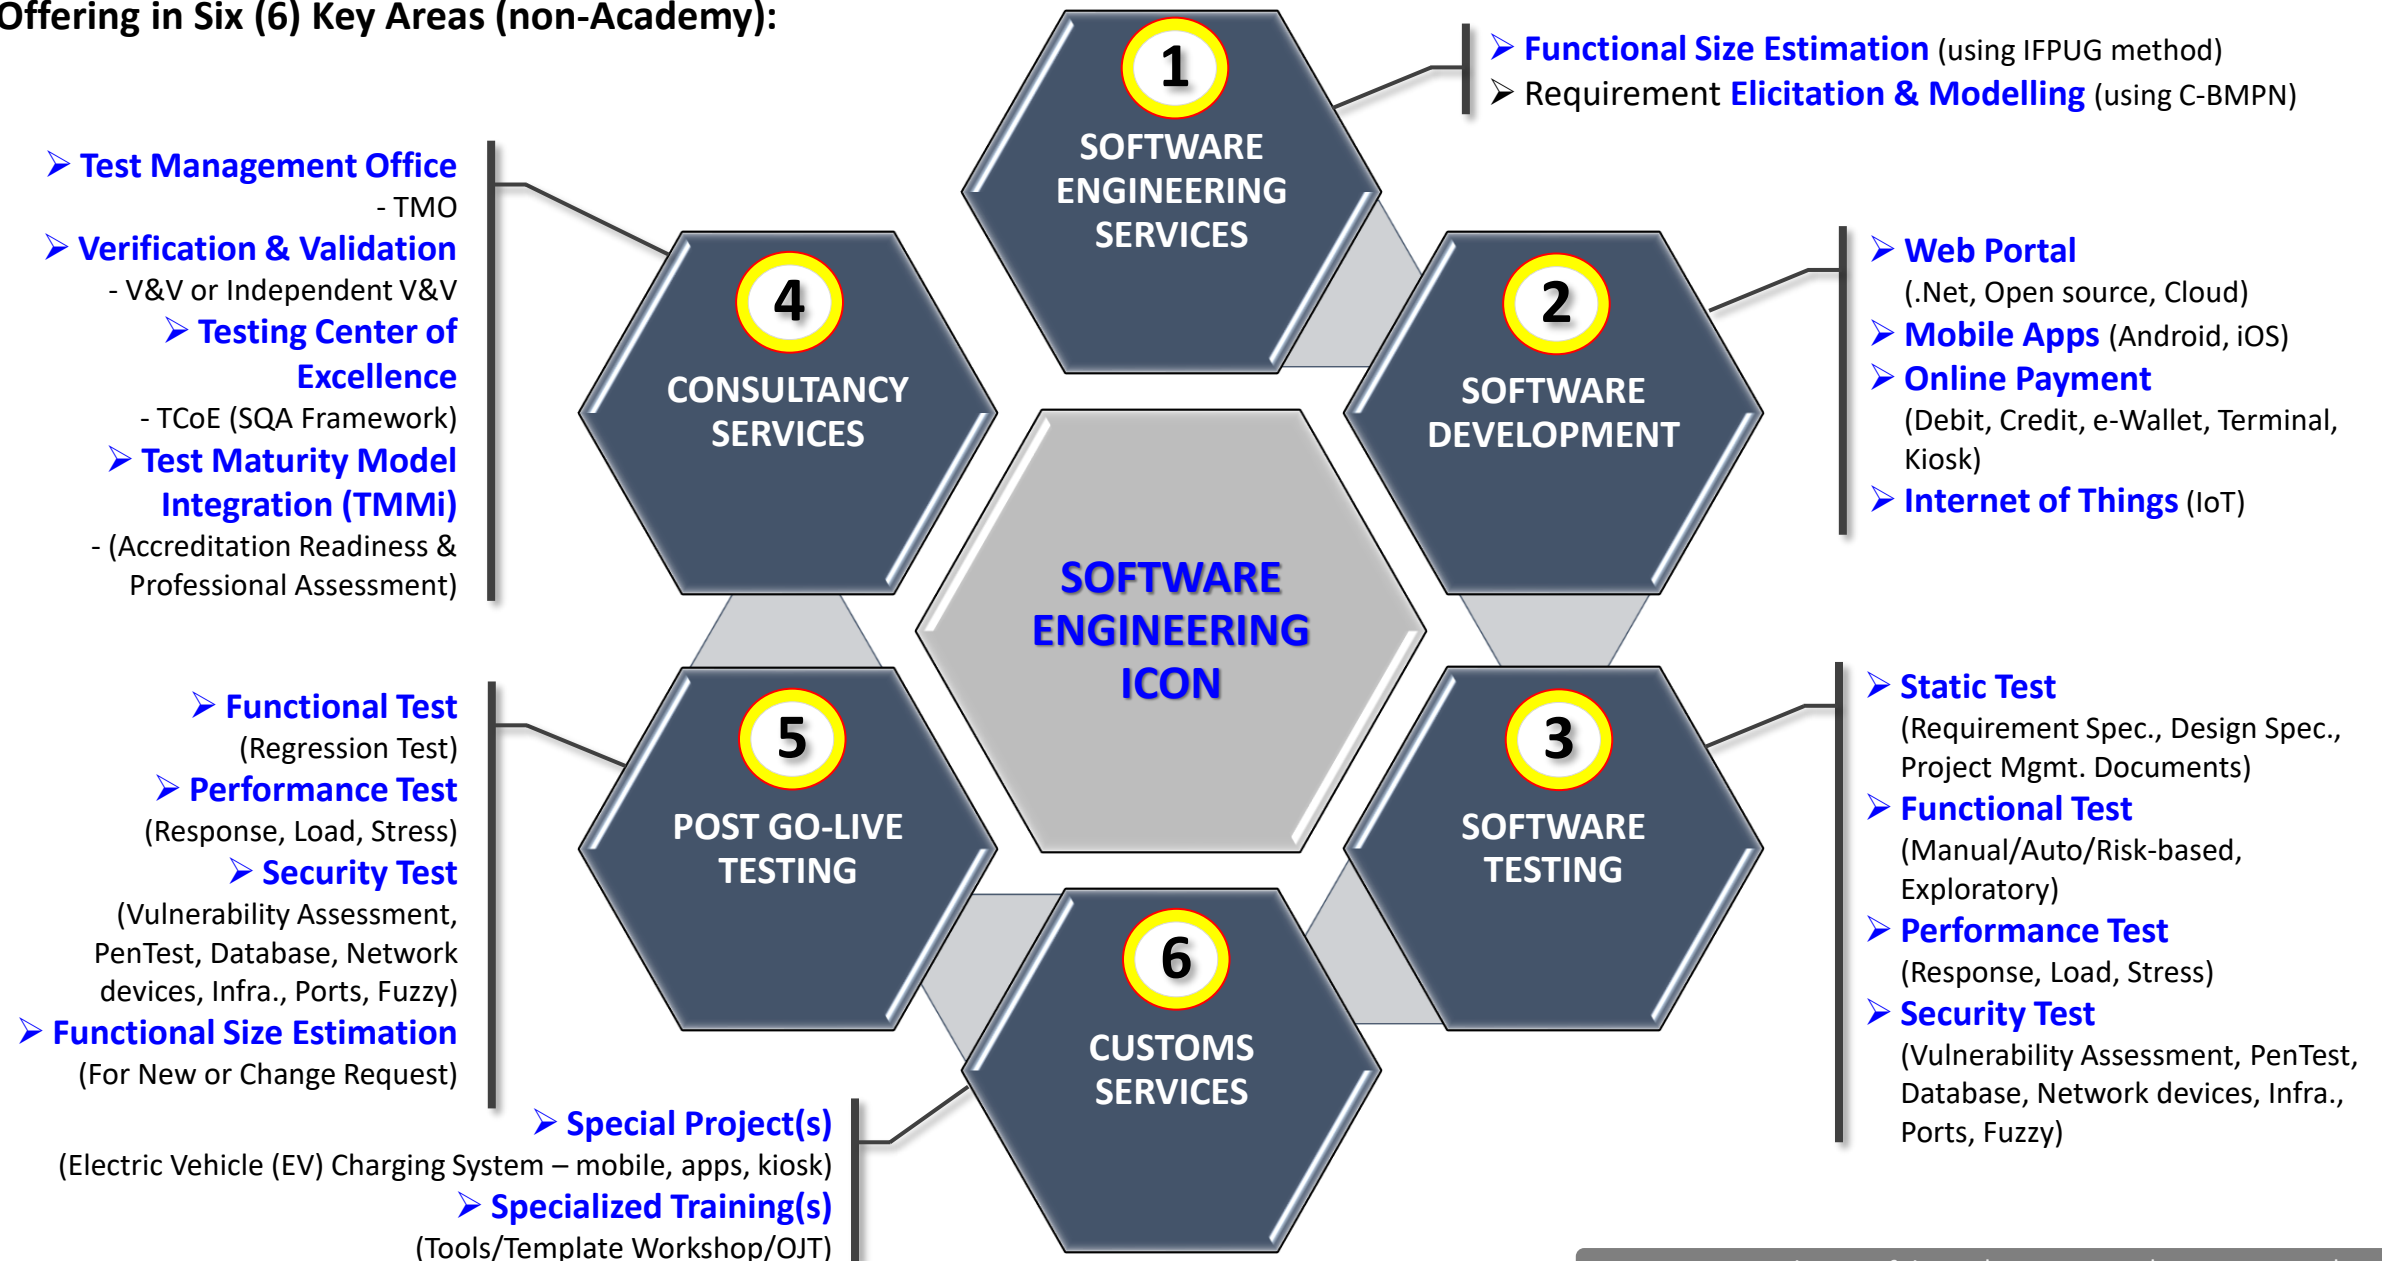 Offering in Six (6) Key Areas (non-Academy):
1
SOFTWARE
ENGINEERING
SERVICES
➢ Functional Size Estimation (using IFPUG method)
➢ Requirement Elicitation & Modelling (using C-BMPN)
2
SOFTWARE
DEVELOPMENT
➢ Web Portal
(.Net, Open source, Cloud)
➢ Mobile Apps (Android, iOS)
➢ Online Payment
(Debit, Credit, e-Wallet, Terminal,
Kiosk)
➢ Internet of Things (IoT)
3
SOFTWARE
TESTING
➢ Static Test
(Requirement Spec., Design Spec.,
Project Mgmt. Documents)
➢ Functional Test
(Manual/Auto/Risk-based,
Exploratory)
➢ Performance Test
(Response, Load, Stress)
➢ Security Test
(Vulnerability Assessment, PenTest,
Database, Network devices, Infra.,
Ports, Fuzzy)
4
CONSULTANCY
SERVICES
➢ Test Management Office
- TMO
➢ Verification & Validation
- V&V or Independent V&V
➢ Testing Center of
Excellence
- TCoE (SQA Framework)
➢ Test Maturity Model
Integration (TMMi)
- (Accreditation Readiness &
Professional Assessment)
5
POST GO-LIVE
TESTING
➢ Functional Test
(Regression Test)
➢ Performance Test
(Response, Load, Stress)
➢ Security Test
(Vulnerability Assessment,
PenTest, Database, Network
devices, Infra., Ports, Fuzzy)
➢ Functional Size Estimation
(For New or Change Request)
6
CUSTOMS
SERVICES
➢ Special Project(s)
(Electric Vehicle (EV) Charging System – mobile, apps, kiosk)
➢ Specialized Training(s)
(Tools/Template Workshop/OJT)
SOFTWARE
ENGINEERING
ICON